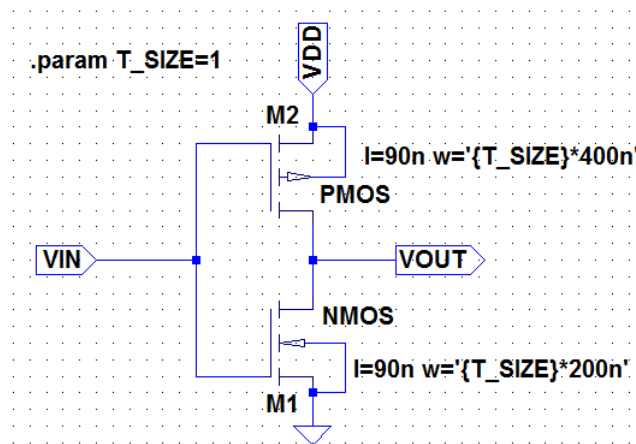 .param T_SIZE=1
VDD
M2
l=90n w='{T_SIZE}*400n'
PMOS
VIN
VOUT
NMOS
l=90n w='{T_SIZE}*200n'
M1